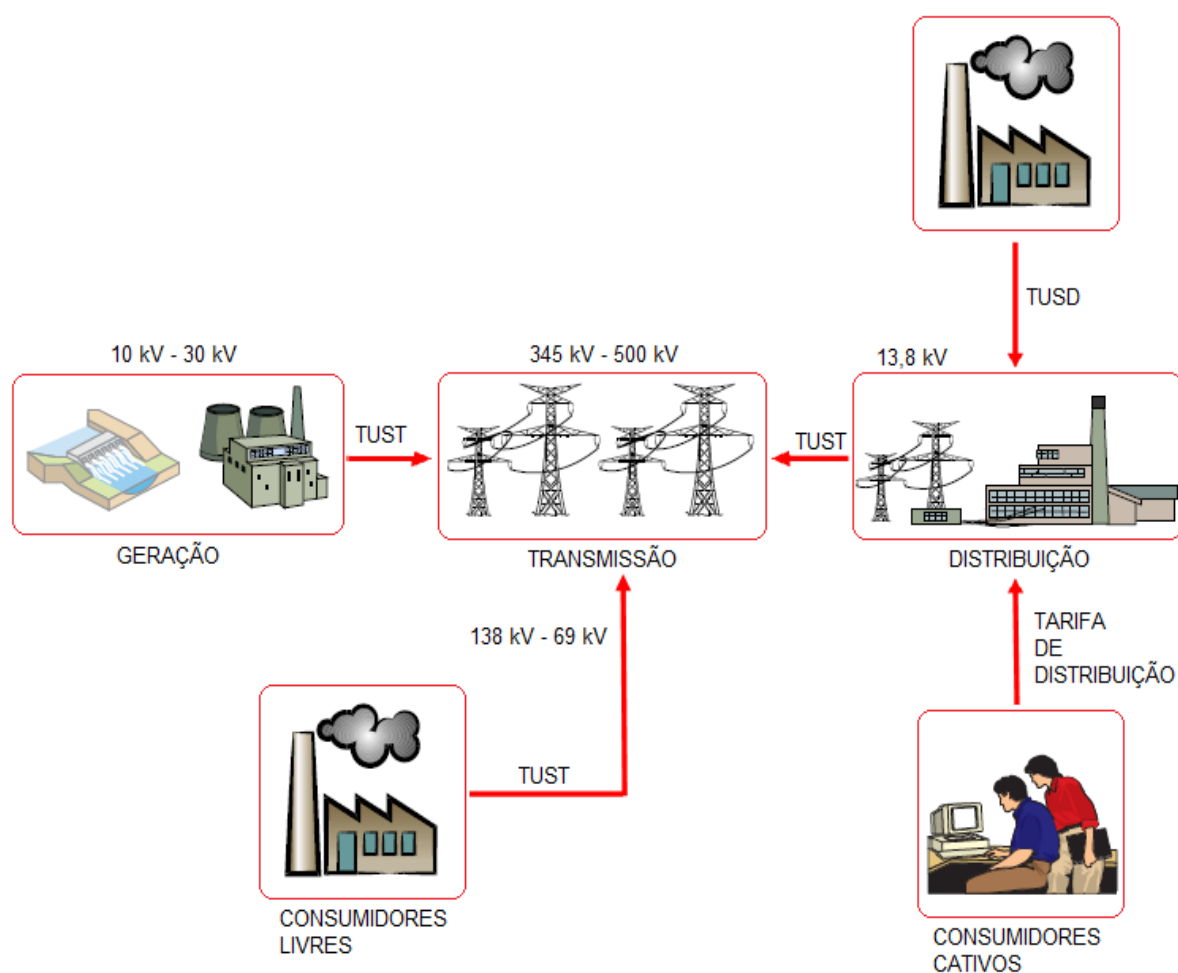 TUSD
10 kV - 30 kV
345 kV - 500 kV
13,8 kV
TUST
TUST
GERAÇÃO
TRANSMISSÃO
DISTRIBUIÇÃO
138 kV - 69 kV
TARIFA
DE
DISTRIBUIÇÃO
TUST
CONSUMIDORES
LIVRES
CONSUMIDORES
CATIVOS